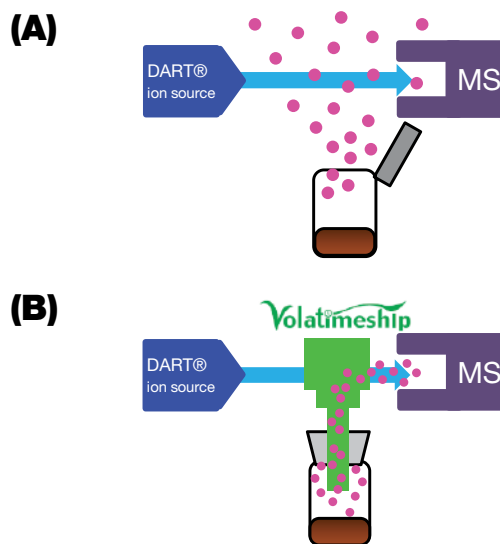 (A)
DART®
ion source
MS
(B)
Volatimeship
DART®
ion source
MS